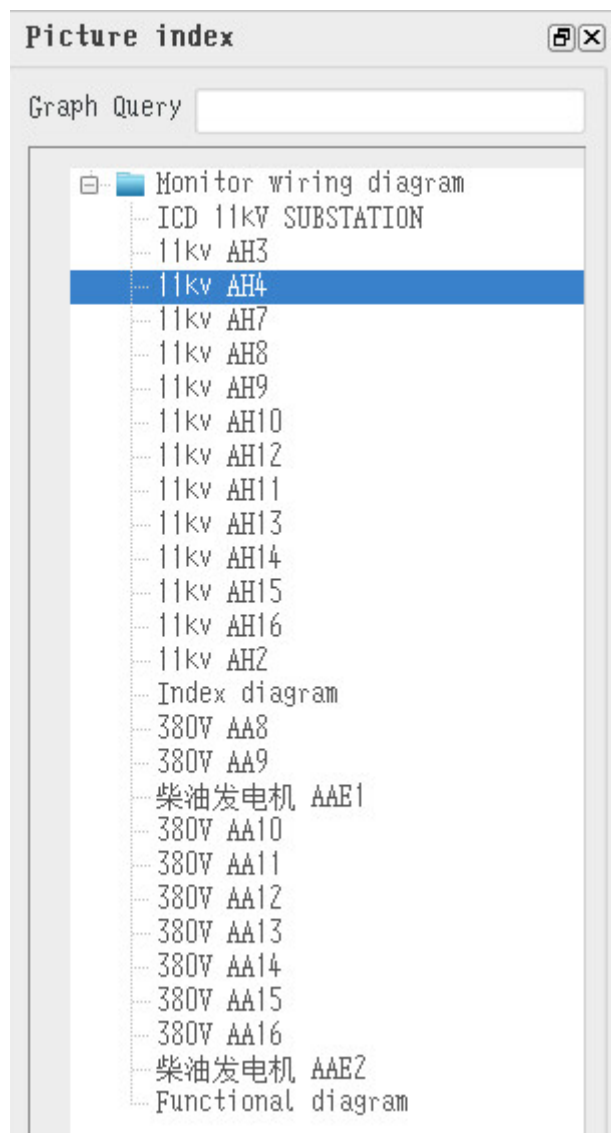 Picture index
Graph Query
Monitor wiring diagram
ICD 11kV SUBSTATION
11kv AH3
11kv AH4
11kv AH7
11kv AH8
11kv AH9
11kv AH10
11kv AH12
11kv AH11
11kv AH13
11kv AH14
11kv AH15
11kv AH16
11kv AH2
Index diagram
380V AA8
380V AA9
柴油发电机 AAE1
380V AA10
380V AA11
380V AA12
380V AA13
380V AA14
380V AA15
380V AA16
柴油发电机 AAE2
Functional diagram